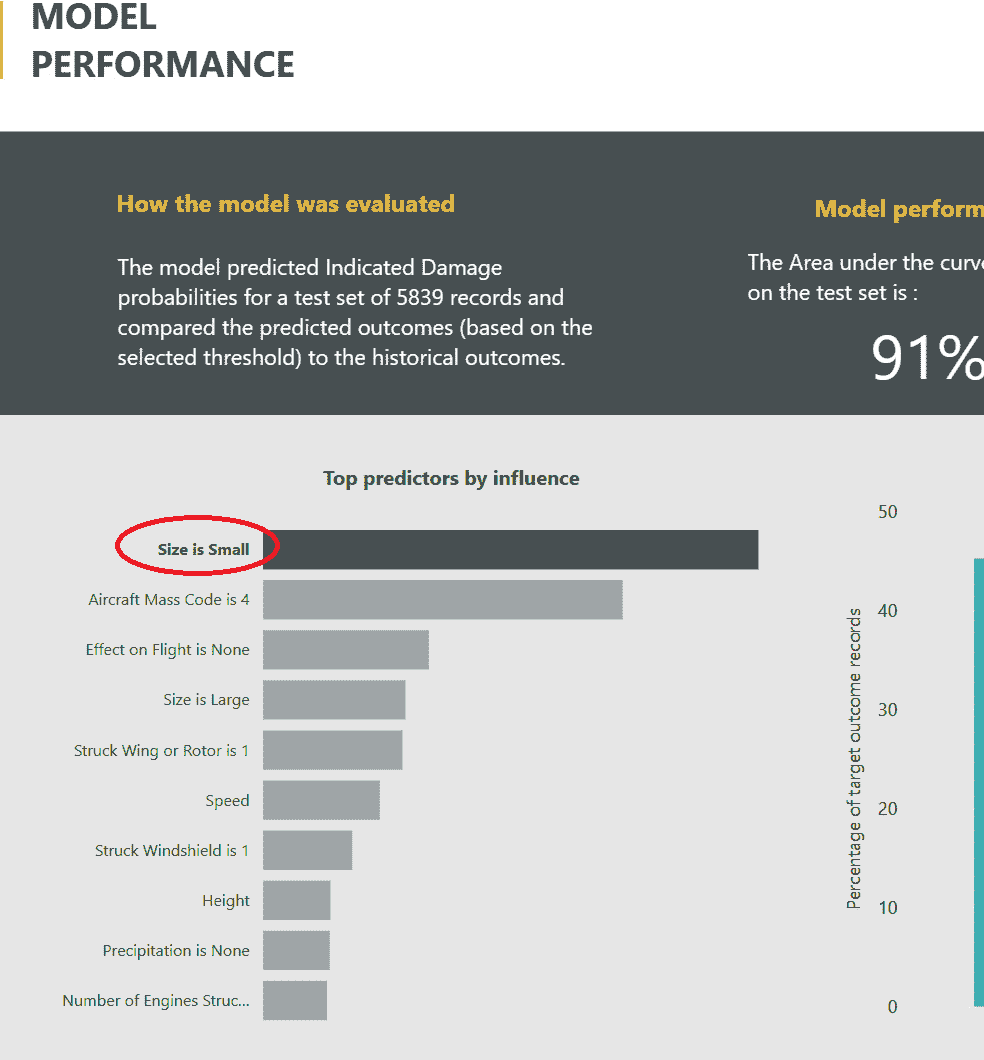 MODEL
PERFORMANCE
How the model was evaluated
The model predicted Indicated Damage
probabilities for a test set of 5839 records and
compared the predicted outcomes (based on the
selected threshold) to the historical outcomes.
Model perform
The Area under the curve
on the test set is :
91%
Top predictors by influence
Size is Small
Aircraft Mass Code is 4
Effect on Flight is None
Size is Large
Struck Wing or Rotor is 1
Speed
Struck Windshield is 1
Height
Precipitation is None
Number of Engines Struc...
Percentage of target outcome records
50
40
30
20
10
0